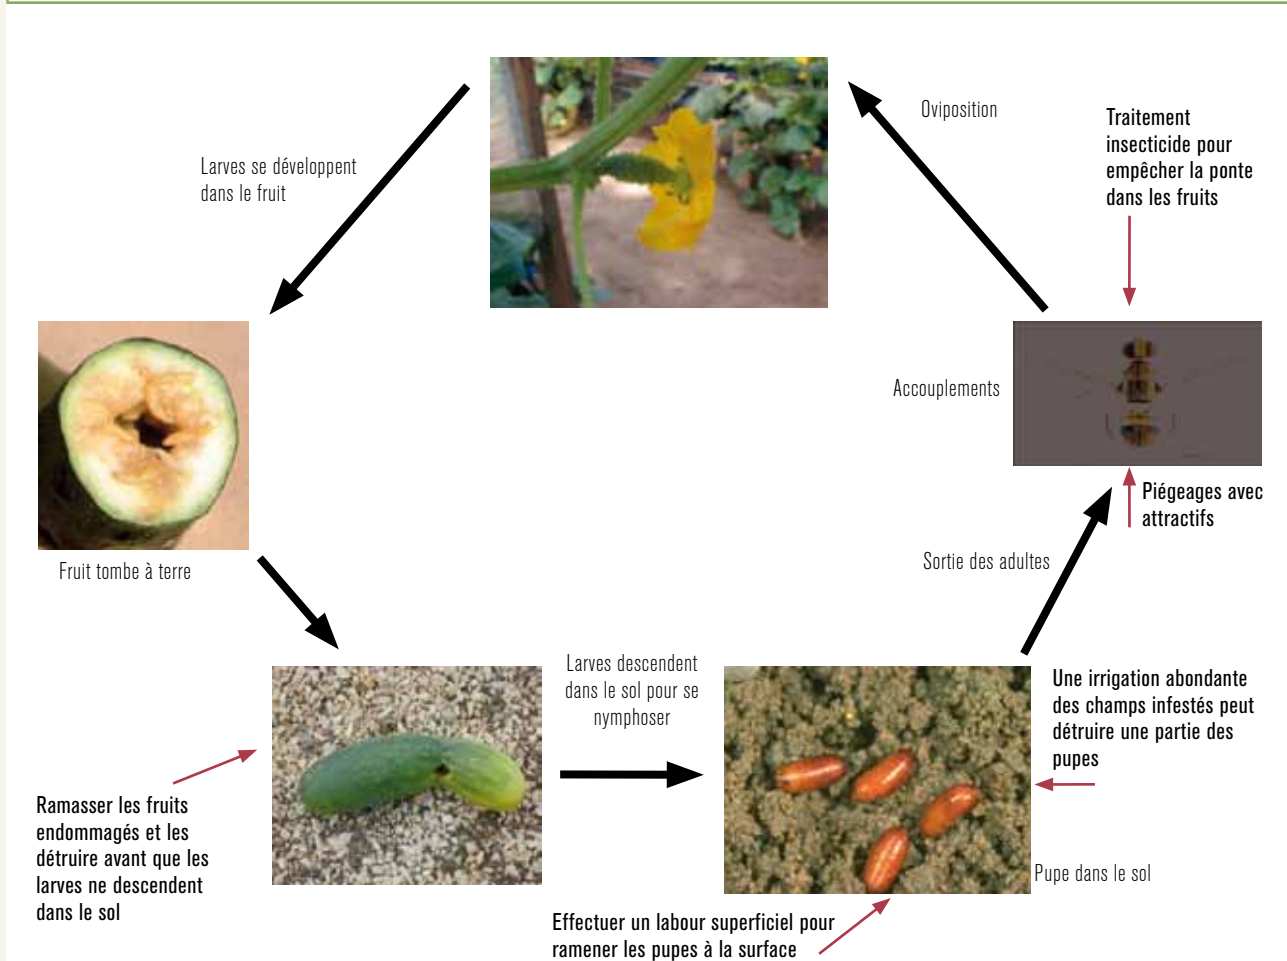 Oviposition
Traitement
insecticide pour
empêcher la ponte
dans les fruits
Larves se développent
dans le fruit
Accouplements
Piégeages avec
attractifs
Sortie des adultes
Fruit tombe à terre
Larves descendent
dans le sol pour se
nymphoser
Une irrigation abondante
des champs infestés peut
détruire une partie des
pupes
Ramasser les fruits
endommagés et les
détruire avant que les
larves ne descendent
dans le sol
Pupe dans le sol
Effectuer un labour superficiel pour
ramener les pupes à la surface